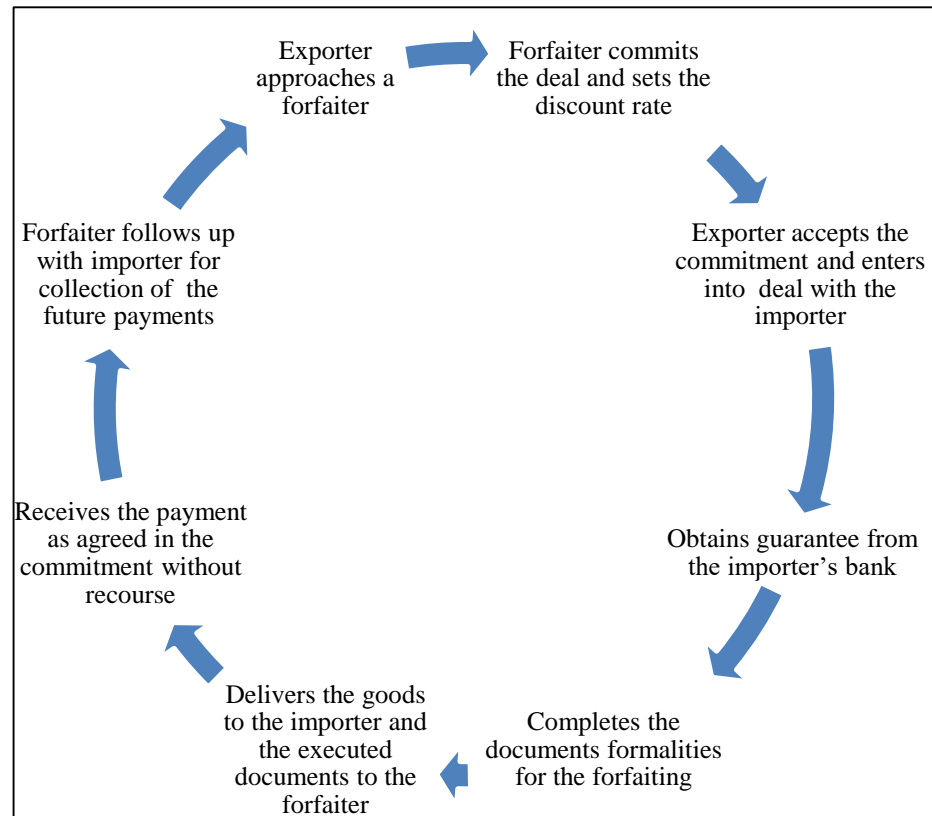 Exporter
approaches a
forfaiter
Forfaiter commits
the deal and sets the
discount rate
Exporter accepts the
commitment and enters
into deal with the
importer
Obtains guarantee from
the importer’s bank
Completes the
documents formalities
for the forfaiting
Delivers the goods
to the importer and
the executed
documents to the
forfaiter
Receives the payment
as agreed in the
commitment without
recourse
Forfaiter follows up
with importer for
collection of the
future payments